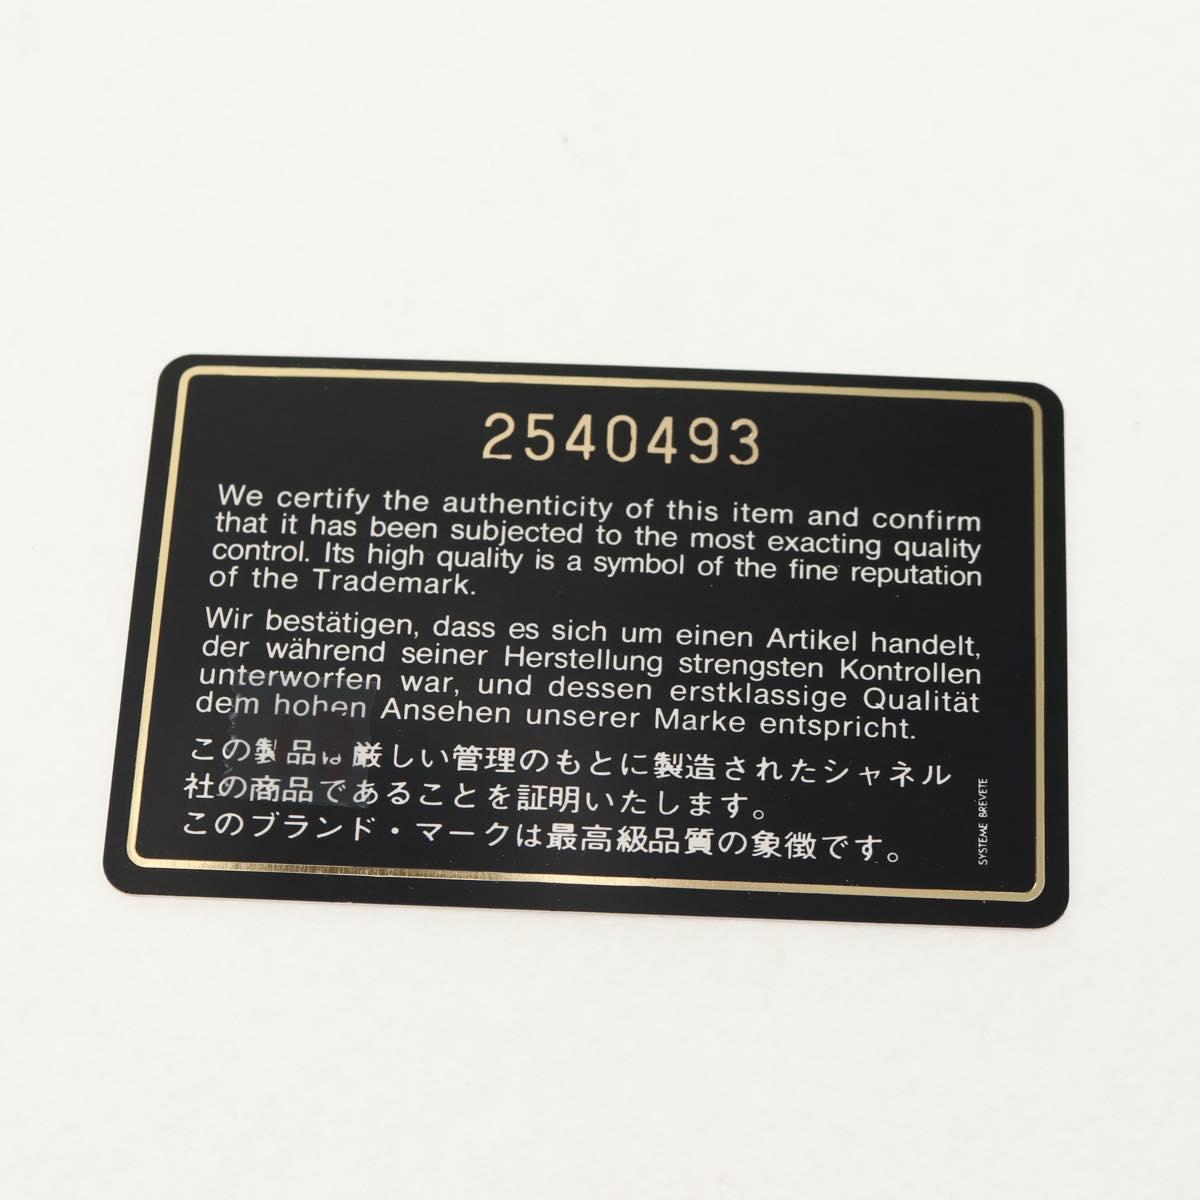 2540493
We certify the authenticity of this item and confirm
that it has been subjected to the most exacting quality
control. Its high quality is a symbol of the fine reputation
of the Trademark.
Wir bestätigen, dass es sich um einen Artikel handelt,
der während seiner Herstellung strengsten Kontrollen
unterworfen war, und dessen erstklassige Qualität
dem hohen Ansehen unserer Marke entspricht.
この製品は厳しい管理のもとに製造されたシャネル
社の商品であることを証明いたします。
このブランド・マークは最高級品質の象徴です。
SYSTEME BREVETE